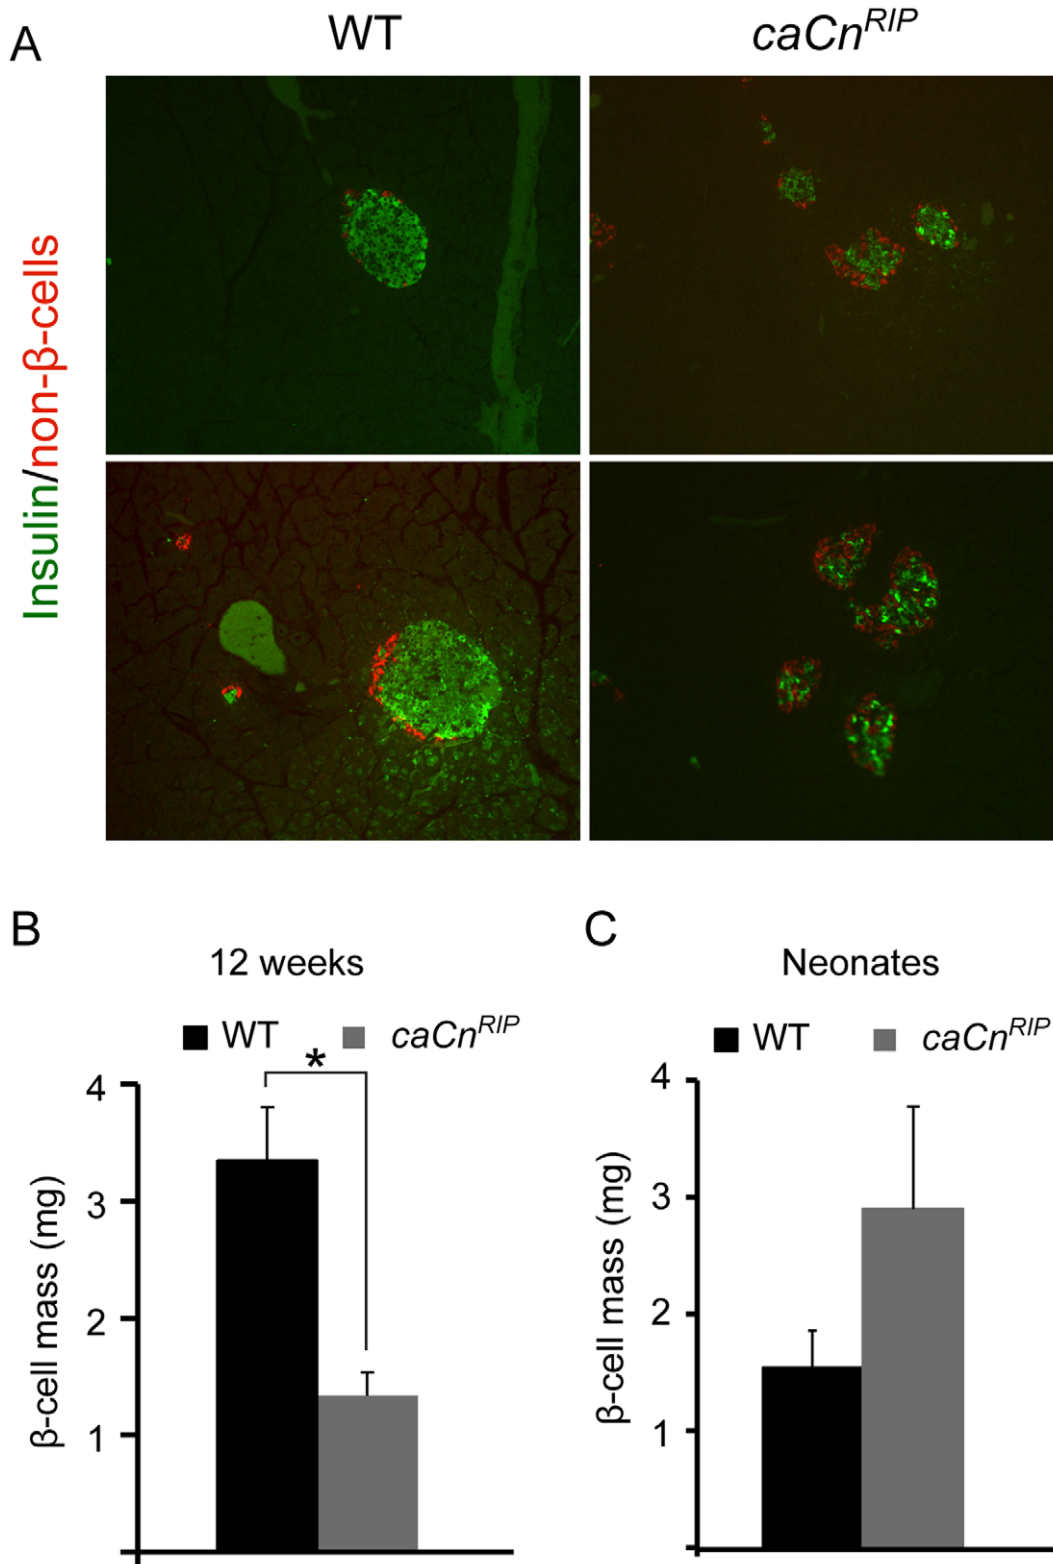 A
WT
caCn^RIP
Insulin/non-β-cells
B
12 weeks
WT
caCn^RIP
*
4
3
2
1
β-cell mass (mg)
C
Neonates
WT
caCn^RIP
4
3
2
1
β-cell mass (mg)